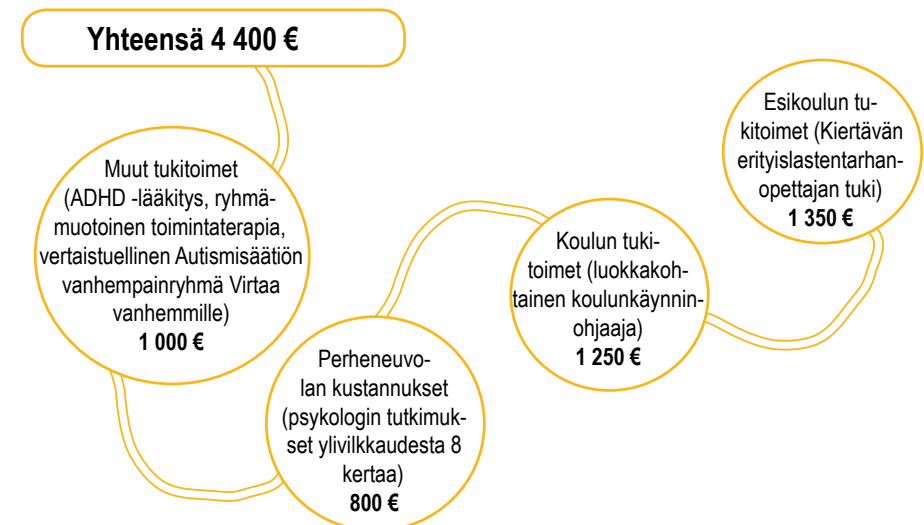 Yhteensä 4 400 €
Muut tukitoimet
(ADHD -lääkitys, ryhmä-
muotoinen toimintaterapia,
vertaistuellinen Autismisäätiön
vanhempainryhmä Virtaa
vanhemmille)
1 000 €
Perheneuvo-
lan kustannukset
(psykologin tutkimuk-
set ylivilkkaudesta 8
kertaa)
800 €
Koulun tuki-
toimet (luokkakoh-
tainen koulunkäynnin-
ohjaaja)
1 250 €
Esikoulun tu-
kitoimet (Kiertävän
erityislastentarhan-
opettajan tuki)
1 350 €